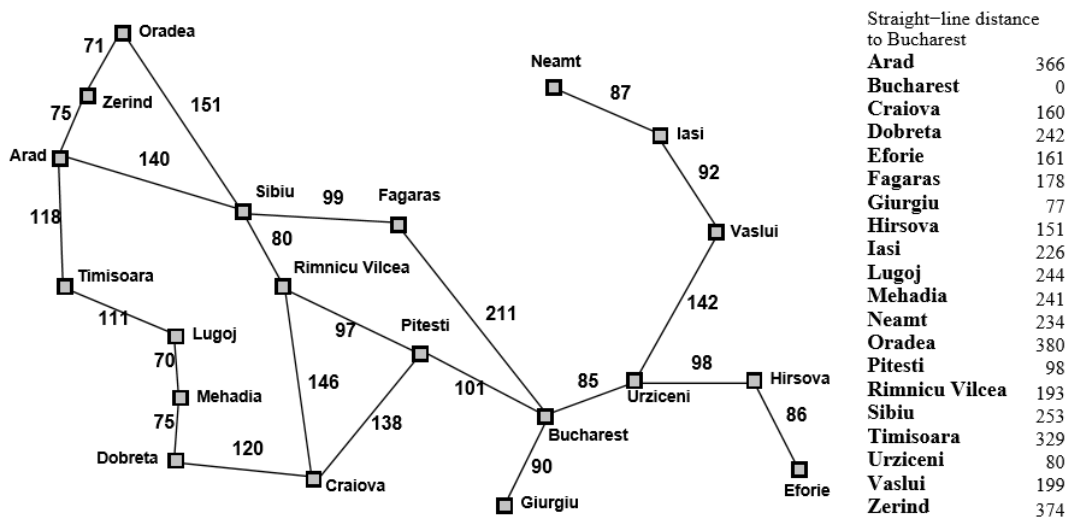 Oradea
71
Neamt
87
Zerind
151
75
Iasi
Arad
140
92
Sibiu
99
Fagaras
118
80
Vaslui
Timisoara
Rimnicu Vilcea
111
97
Pitesti
211
142
Lugoj
70
98
Hirsova
146
101
85
Urziceni
Mehadia
75
138
86
Bucharest
Dobreta
120
90
Craiova
Eforie
Giurgiu
Straight−line distance
to Bucharest
Arad 366
Bucharest 0
Craiova 160
Dobreta 242
Eforie 161
Fagaras 178
Giurgiu 77
Hirsova 151
Iasi 226
Lugoj 244
Mehadia 241
Neamt 234
Oradea 380
Pitesti 98
Rimnicu Vilcea 193
Sibiu 253
Timisoara 329
Urziceni 80
Vaslui 199
Zerind 374